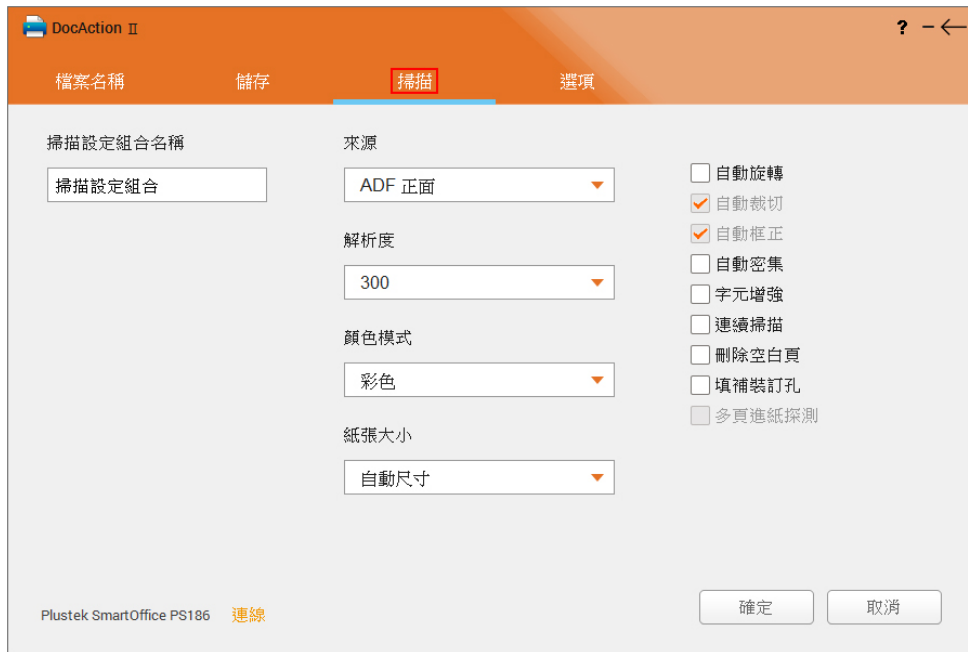 DocAction II
?
檔案名稱
儲存
掃描
選項
掃描設定組合名稱
掃描設定組合
來源
ADF 正面
解析度
300
顏色模式
彩色
紙張大小
自動尺寸
自動旋轉
自動裁切
自動框正
自動密集
字元增強
連續掃描
刪除空白頁
填補裝訂孔
多頁進紙探測
Plustek SmartOffice PS186 連線
確定
取消